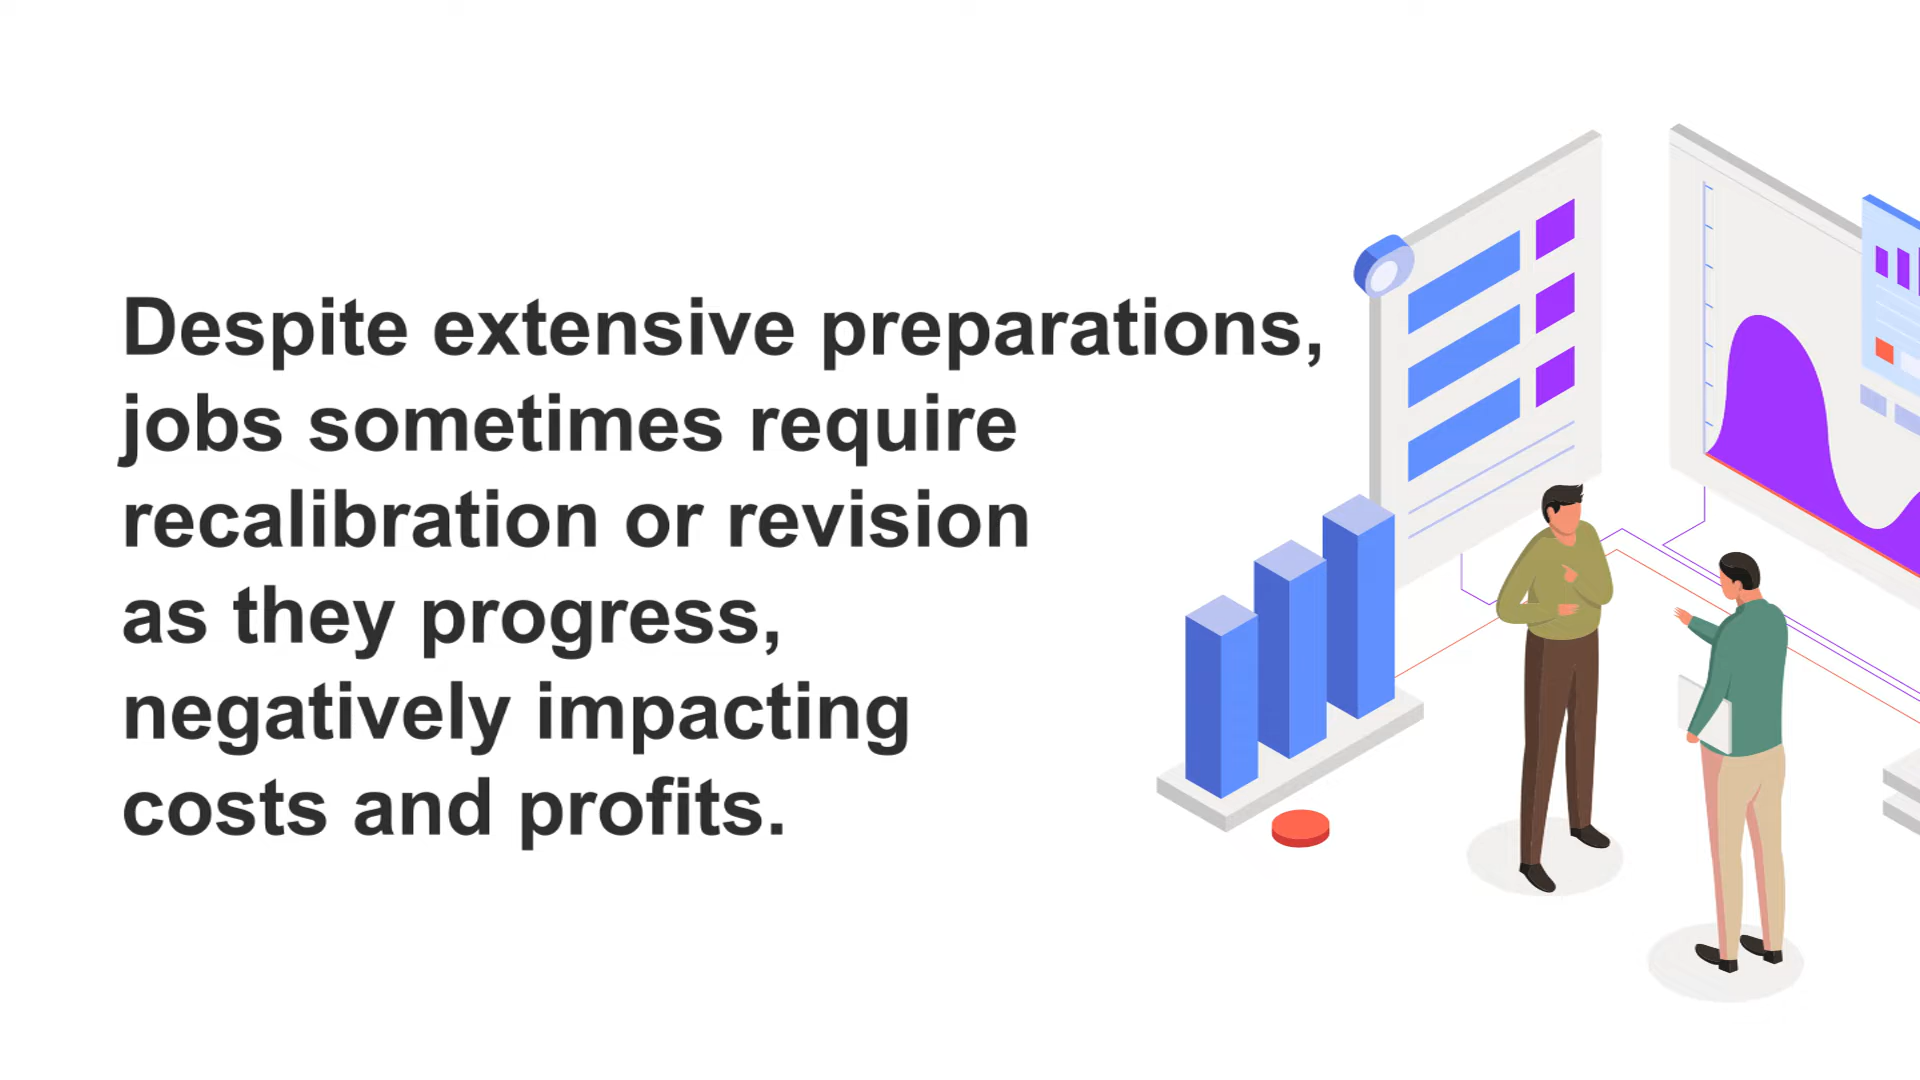 Despite extensive preparations,
jobs sometimes require
recalibration or revision
as they progress,
negatively impacting
costs and profits.